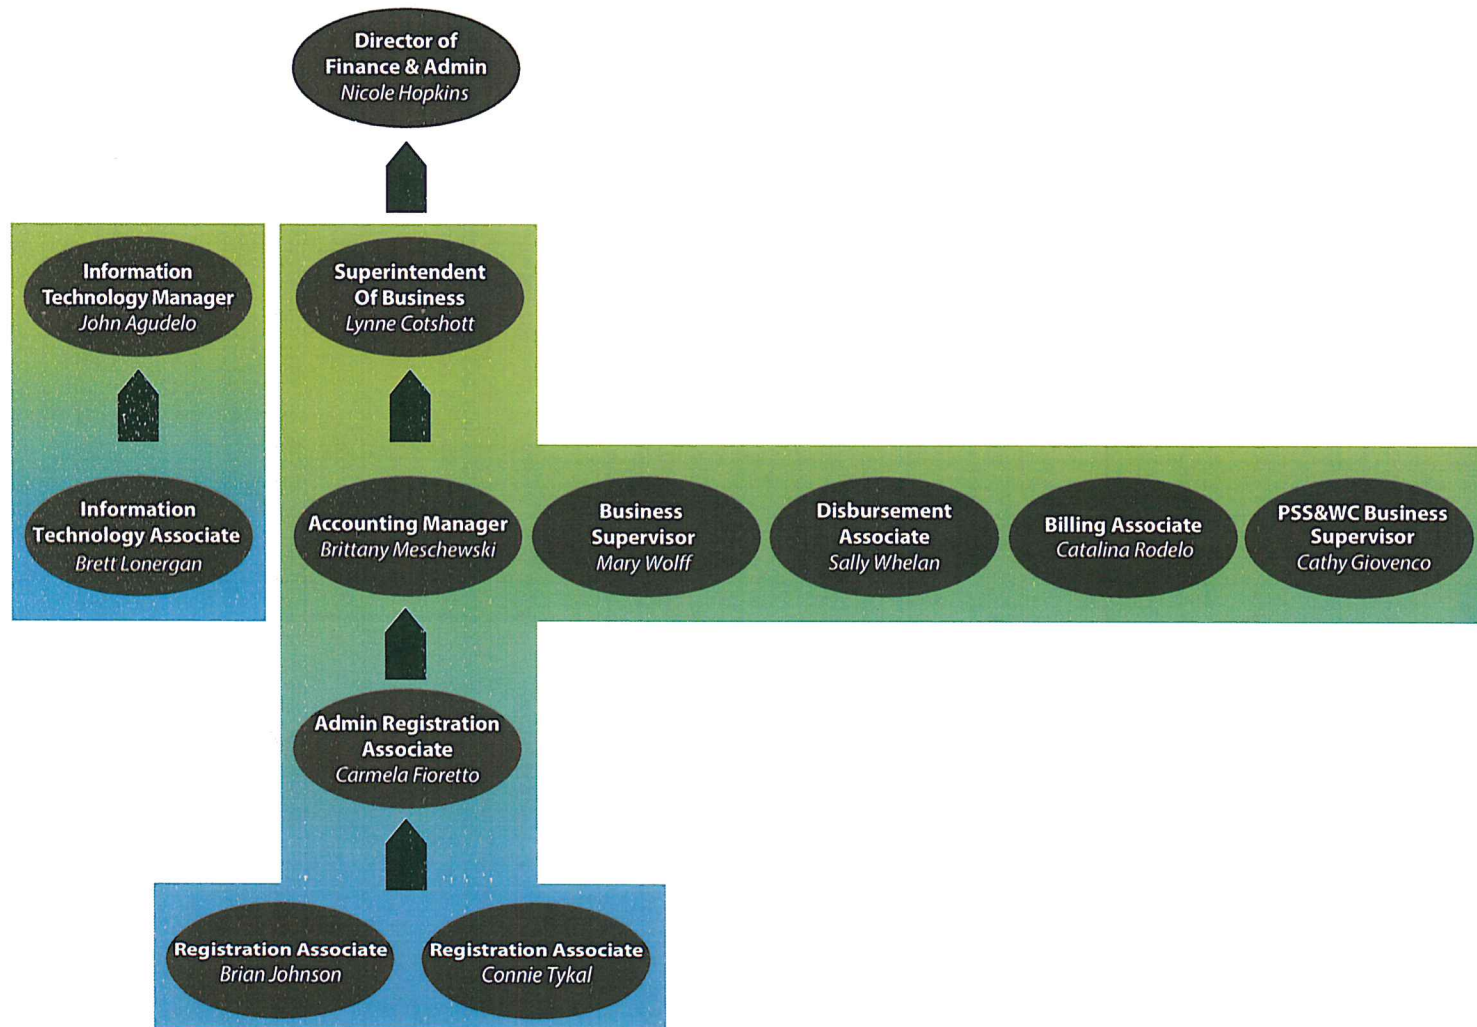 Director of
Finance & Admin
Nicole Hopkins
Information
Technology Manager
John Agudelo
Superintendent
Of Business
Lynne Cotshott
Information
Technology Associate
Brett Lonergan
Accounting Manager
Brittany Meschewski
Business
Supervisor
Mary Wolff
Disbursement
Associate
Sally Whelan
Billing Associate
Catalina Rodelo
PSS&WC Business
Supervisor
Cathy Giovenco
Admin Registration
Associate
Carmela Fioretto
Registration Associate
Brian Johnson
Registration Associate
Connie Tykal